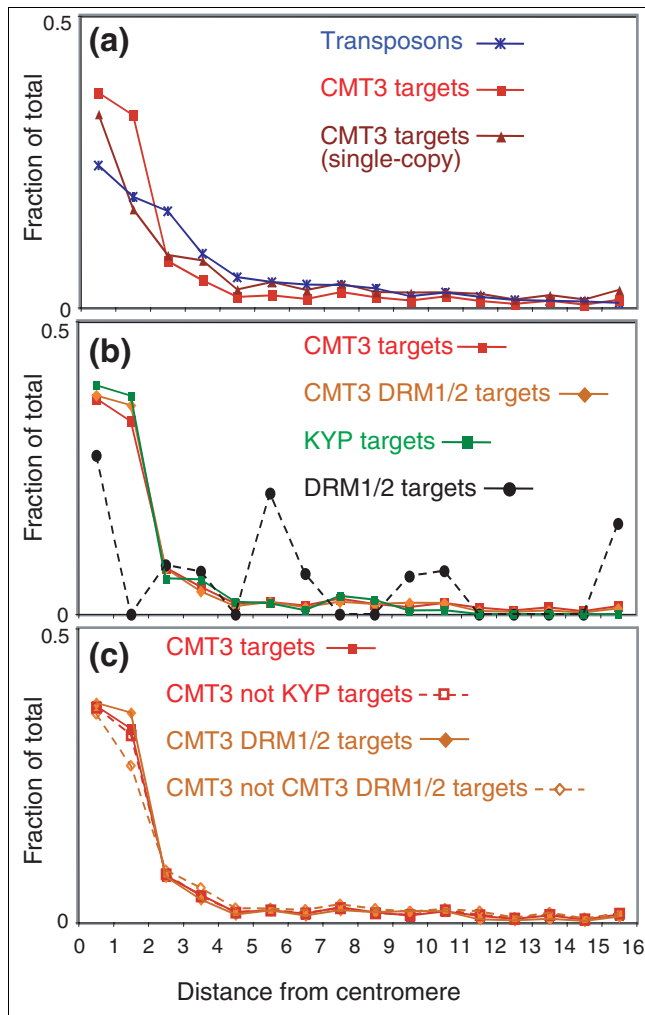 0.5
(a)
Transposons
CMT3 targets
CMT3 targets
(single-copy)
Fraction of total
0
0.5
(b)
CMT3 targets
CMT3 DRM1/2 targets
KYP targets
DRM1/2 targets
Fraction of total
0
0.5
(c)
CMT3 targets
CMT3 not KYP targets
CMT3 DRM1/2 targets
CMT3 not CMT3 DRM1/2 targets
Fraction of total
0
0 1 2 3 4 5 6 7 8 9 10 11 12 13 14 15 16
Distance from centromere